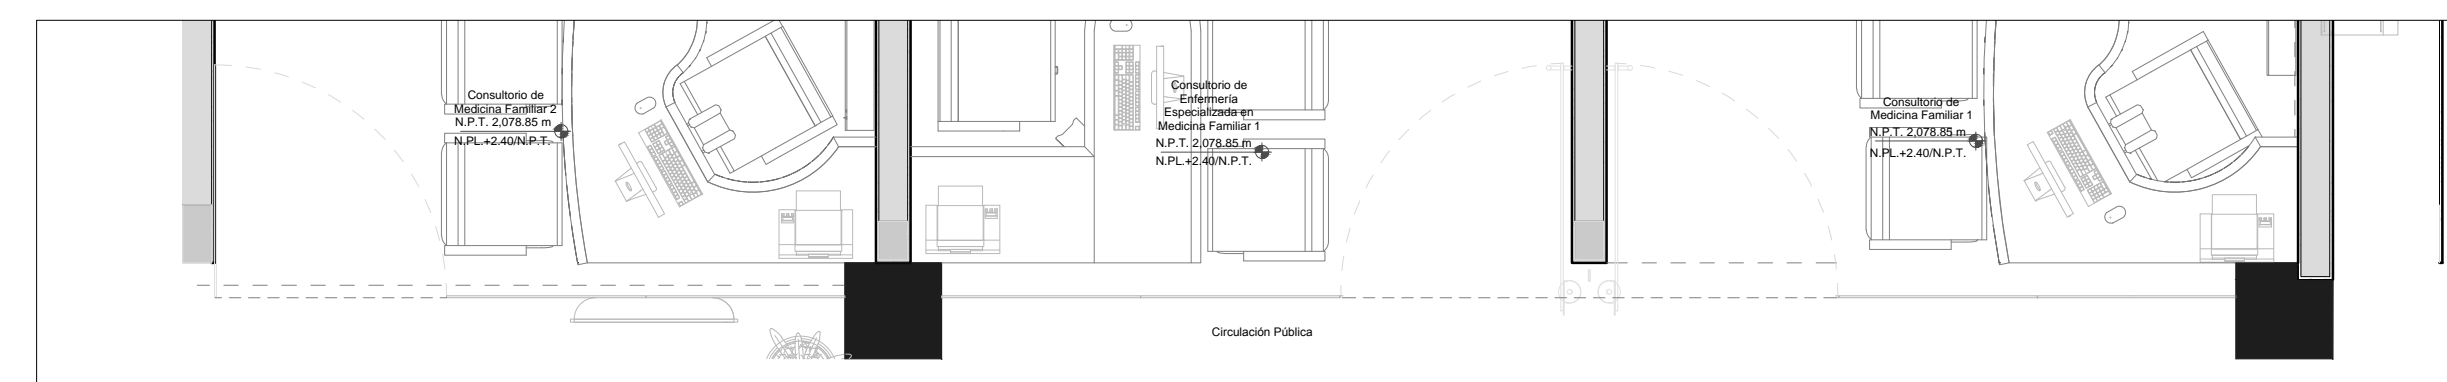 Consultorio de
Medicina Familiar 2
N.P.T. 2,078.85 m
N.PL.+2.40/N.P.T.
Consultorio de
Enfermería
Especializada en
Medicina Familiar 1
N.P.T. 2,078.85 m
N.PL.+2.40/N.P.T.
Consultorio de
Medicina Familiar 1
N.P.T. 2,078.85 m
N.PL.+2.40/N.P.T.
Circulación Pública